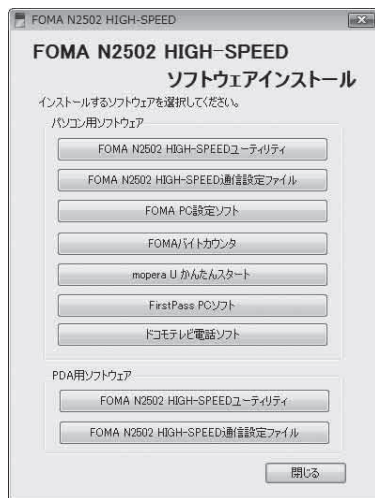 FOMA N2502 HIGH-SPEED
FOMA N2502 HIGH-SPEED
ソフトウェアインストール
インストールするソフトウェアを選択してください。
パソコン用ソフトウェア
FOMA N2502 HIGH-SPEEDユーティリティ
FOMA N2502 HIGH-SPEED通信設定ファイル
FOMA PC設定ソフト
FOMAバイトカウンタ
mopera U かんたんスタート
FirstPass PCソフト
ドコモテレビ電話ソフト
PDA用ソフトウェア
FOMA N2502 HIGH-SPEEDユーティリティ
FOMA N2502 HIGH-SPEED通信設定ファイル
閉じる